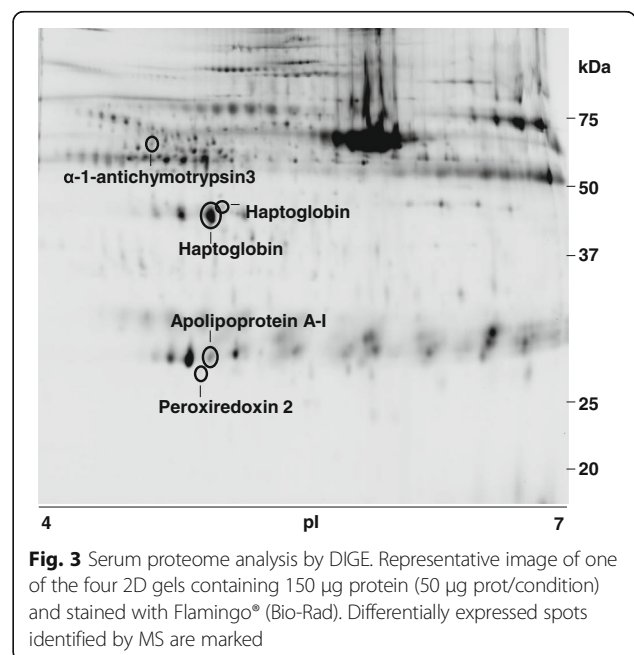 kDa
75
α-1-antichymotrypsin3
50
Haptoglobin
Haptoglobin
37
Apolipoprotein A-I
Peroxiredoxin 2
25
20
4 pI 7
Fig. 3 Serum proteome analysis by DIGE. Representative image of one
of the four 2D gels containing 150 μg protein (50 μg prot/condition)
and stained with Flamingo® (Bio-Rad). Differentially expressed spots
identified by MS are marked